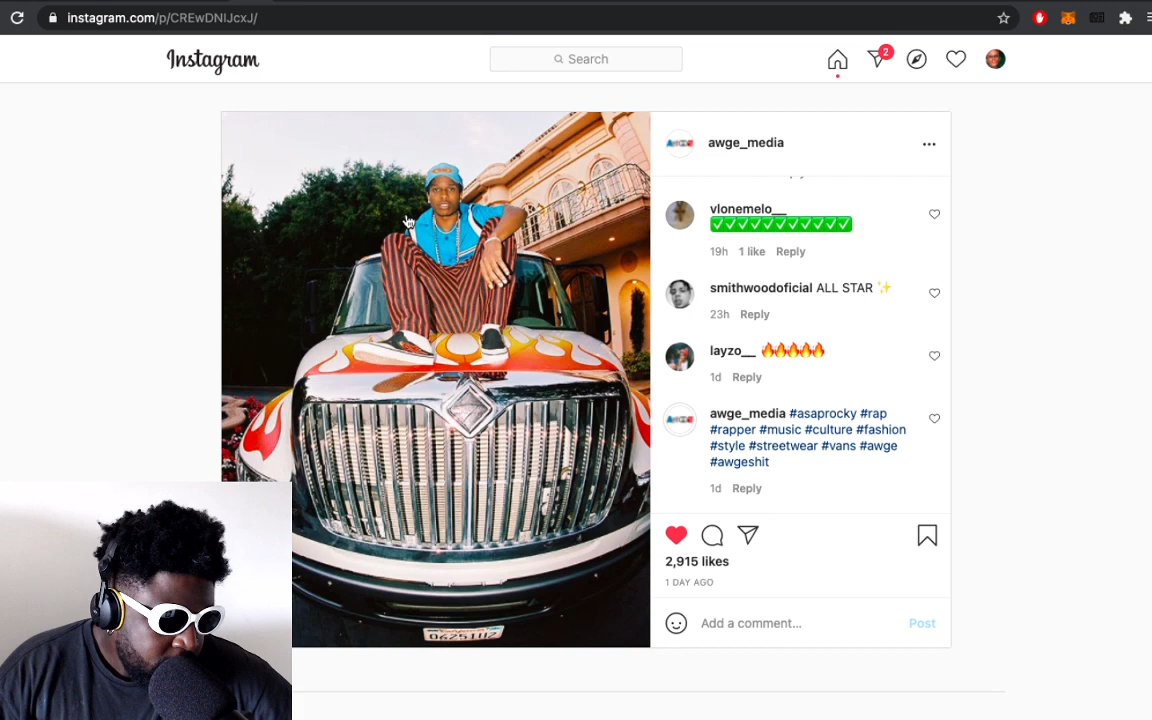 instagram.com/p/CREwDNIJcxJ/
Instagram
Search
2
awge_media
vlonemelo__
19h 1 like Reply
smithwoodoficial ALL STAR ✨
23h Reply
layzo__ 🔥🔥🔥🔥🔥
1d Reply
awge_media #asaprocky #rap
#rapper #music #culture #fashion
#style #streetwear #vans #awge
#awgeshit
1d Reply
2,915 likes
1 DAY AGO
Add a comment... Post